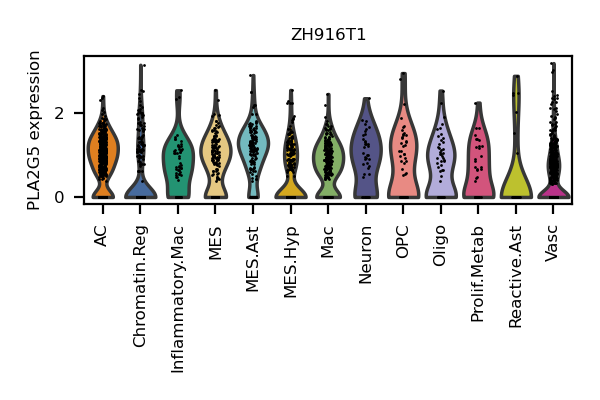 ZH916T1
PLA2G5 expression
2
0
AC
Chromatin.Reg
Inflammatory.Mac
MES
MES.Ast
MES.Hyp
Mac
Neuron
OPC
Oligo
Prolif.Metab
Reactive.Ast
Vasc